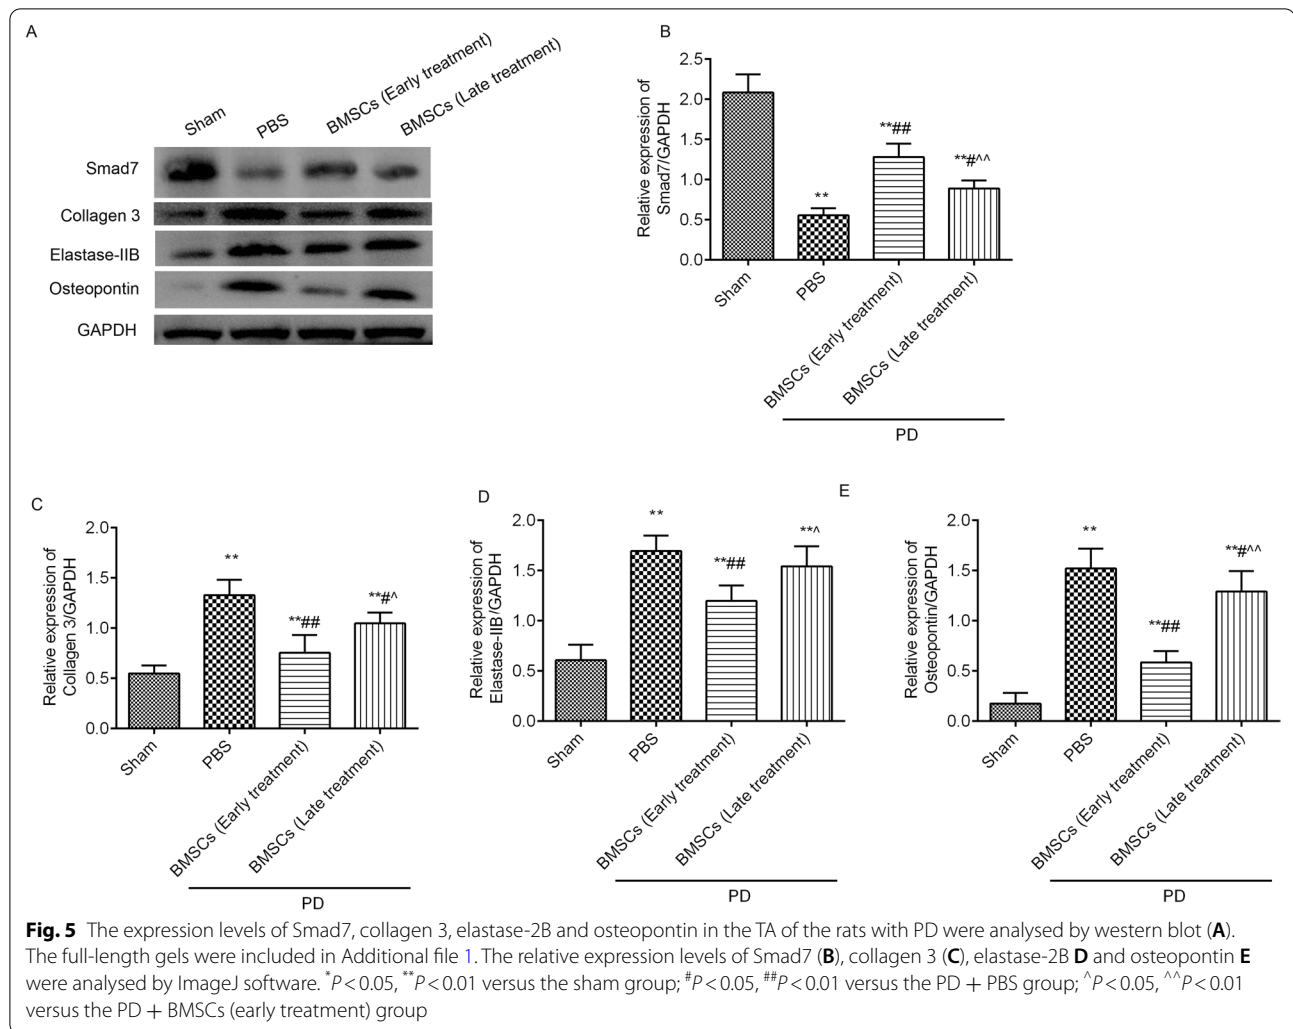 A
Sham
PBS
BMSCs (Early treatment)
BMSCs (Late treatment)
Smad7
Collagen 3
Elastase-IIB
Osteopontin
GAPDH
B
Relative expression of
Smad7/GAPDH
2.5
2.0
1.5
1.0
0.5
0.0
**
**##
**#^^
Sham
PBS
BMSCs (Early treatment)
BMSCs (Late treatment)
PD
C
Relative expression of
Collagen 3/GAPDH
2.0
1.5
1.0
0.5
0.0
**
**##
**#^
Sham
PBS
BMSCs (Early treatment)
BMSCs (Late treatment)
PD
D
Relative expression of
Elastase-IIB/GAPDH
2.0
1.5
1.0
0.5
0.0
**
**##
**^
Sham
PBS
BMSCs (Early treatment)
BMSCs (Late treatment)
PD
E
Relative expression of
Osteopontin/GAPDH
2.0
1.5
1.0
0.5
0.0
**
**##
**#^^
Sham
PBS
BMSCs (Early treatment)
BMSCs (Late treatment)
PD
Fig. 5 The expression levels of Smad7, collagen 3, elastase-2B and osteopontin in the TA of the rats with PD were analysed by western blot (A).
The full-length gels were included in Additional file 1. The relative expression levels of Smad7 (B), collagen 3 (C), elastase-2B D and osteopontin E
were analysed by ImageJ software. *P < 0.05, **P < 0.01 versus the sham group; #P < 0.05, ##P < 0.01 versus the PD + PBS group; ^P < 0.05, ^^P < 0.01
versus the PD + BMSCs (early treatment) group